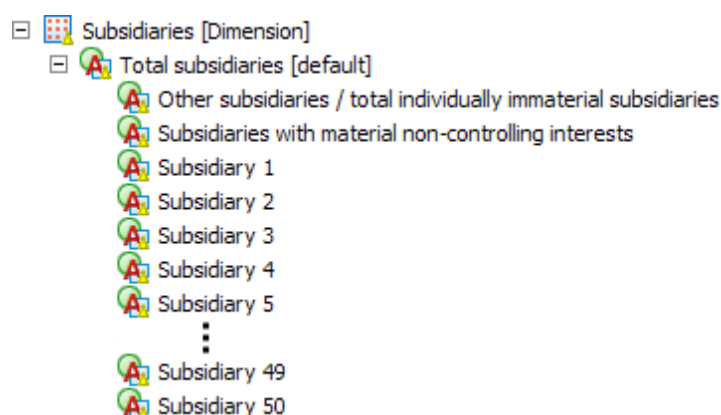 Subsidiaries [Dimension]
Total subsidiaries [default]
Other subsidiaries / total individually immaterial subsidiaries
Subsidiaries with material non-controlling interests
Subsidiary 1
Subsidiary 2
Subsidiary 3
Subsidiary 4
Subsidiary 5
Subsidiary 49
Subsidiary 50